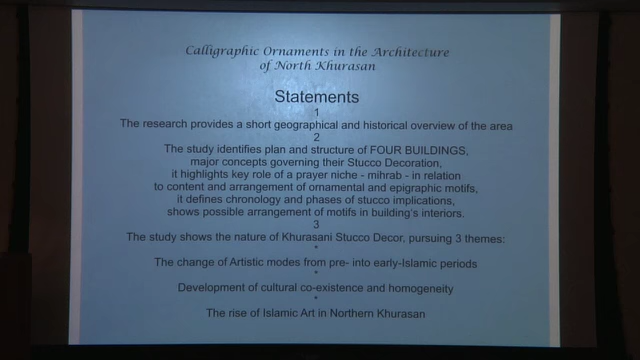 Calligraphic Ornaments in the Architecture
of North Khurasan
Statements
1
The research provides a short geographical and historical overview of the area
2
The study identifies plan and structure of FOUR BUILDINGS,
major concepts governing their Stucco Decoration,
it highlights key role of a prayer niche - mihrab - in relation
to content and arrangement of ornamental and epigraphic motifs,
it defines chronology and phases of stucco implications,
shows possible arrangement of motifs in building's interiors.
3
The study shows the nature of Khurasani Stucco Decor, pursuing 3 themes:
*
The change of Artistic modes from pre- into early-Islamic periods
*
Development of cultural co-existence and homogeneity
*
The rise of Islamic Art in Northern Khurasan